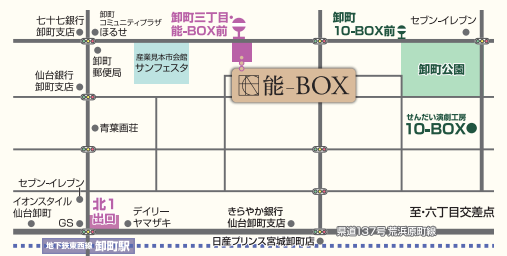 七十七銀行
卸町支店
卸町
コミュニティプラザ
ほるせ
卸町三丁目・
能-BOX前
卸町
10-BOX前
セブン-イレブン
卸町
郵便局
産業見本市会館
サンフェスタ
卸町公園
仙台銀行
卸町支店
能-BOX
青葉画荘
せんだい演劇工房
10-BOX
セブン-イレブン
イオンスタイル
仙台卸町
GS
北1
出口
デイリー
ヤマザキ
きらやか銀行
仙台卸町支店
至・六丁目交差点
県道137号 荒浜原町線
地下鉄東西線 卸町駅
日産プリンス宮城卸町店